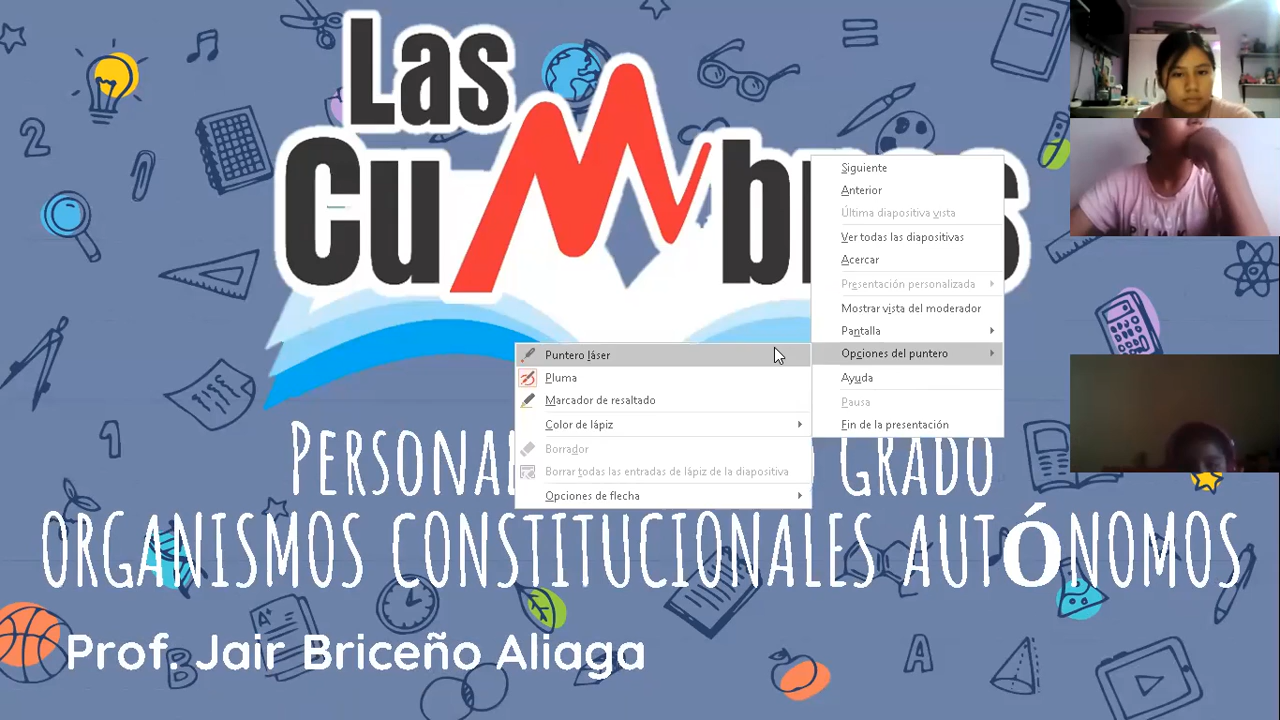 Las
Siguiente
Anterior
Última diapositiva vista
Ver todas las diapositivas
Acercar
Presentación personalizada
Mostrar vista del moderador
Pantalla
Opciones del puntero
Ayuda
Pausa
Fin de la presentación
Puntero láser
Pluma
Marcador de resaltado
Color de lápiz
Borrador
Borrar todas las entradas de lápiz de la diapositiva
Opciones de flecha
GRADO
ORGANISMOS CONSTITUCIONALES AUTÓNOMOS
Prof. Jair Briceño Aliaga